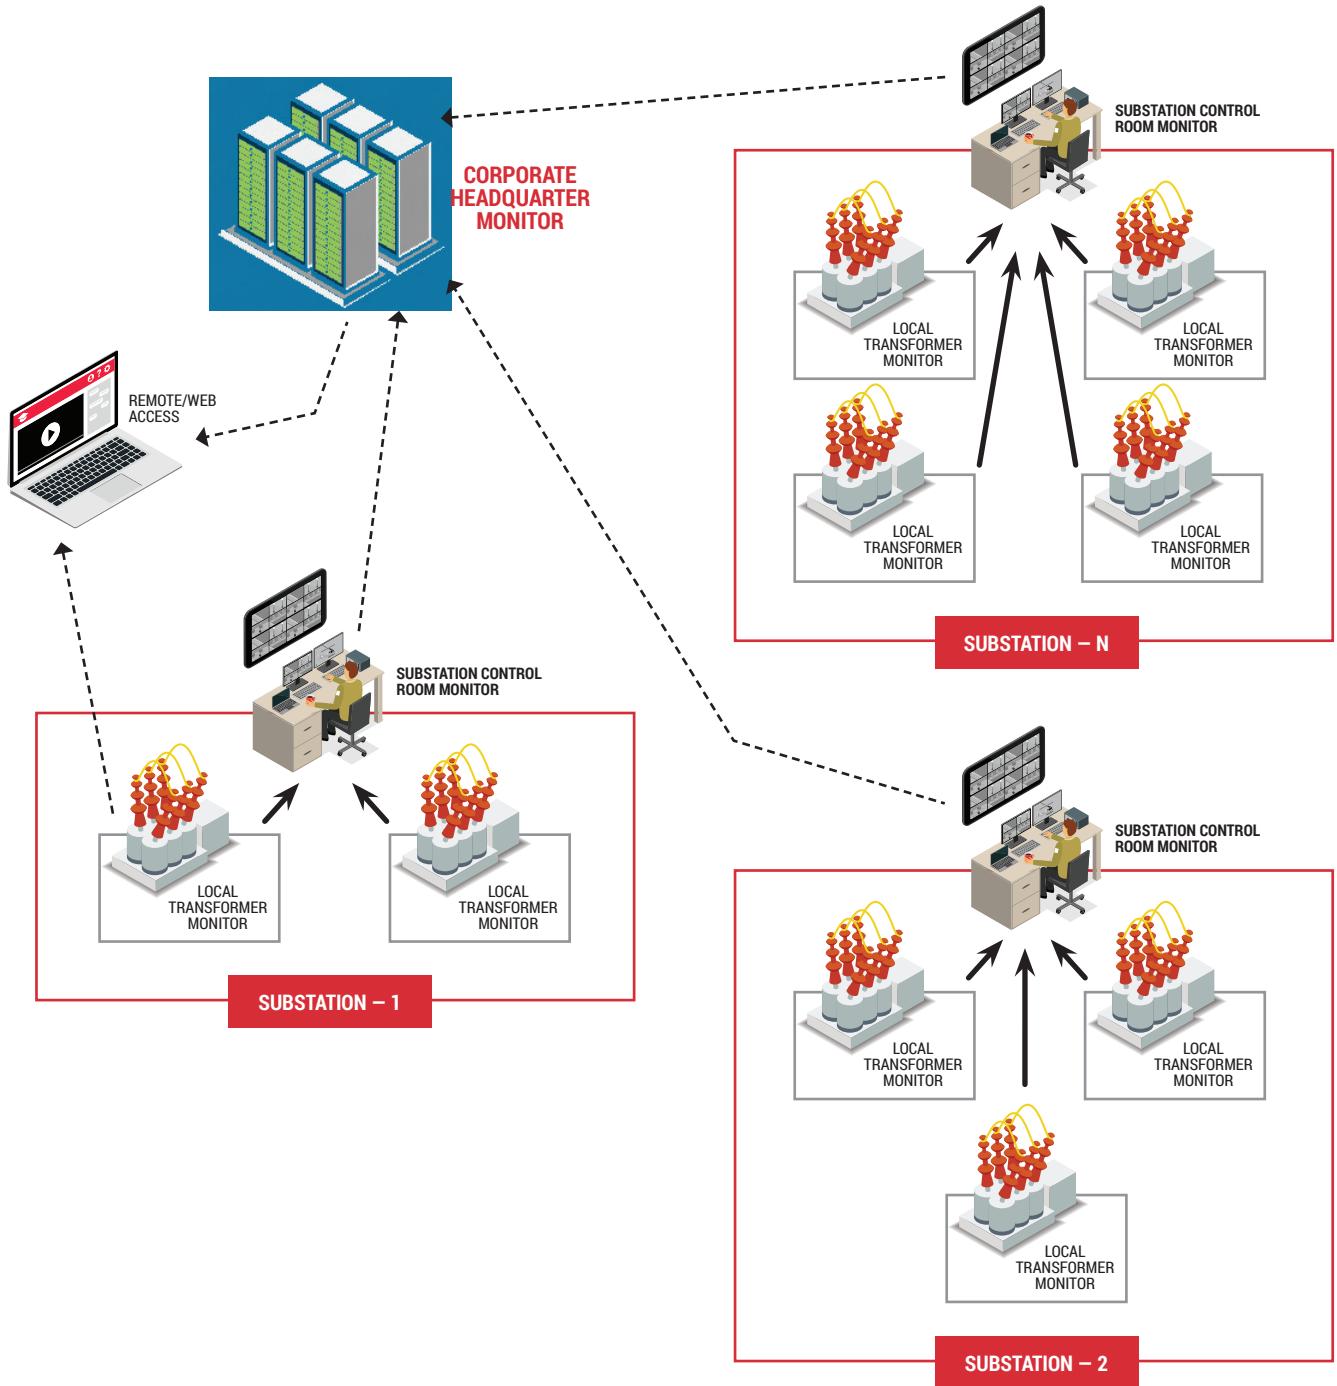 SUBSTATION CONTROL
ROOM MONITOR
CORPORATE
HEADQUARTER
MONITOR
LOCAL
TRANSFORMER
MONITOR
LOCAL
TRANSFORMER
MONITOR
REMOTE/WEB
ACCESS
LOCAL
TRANSFORMER
MONITOR
LOCAL
TRANSFORMER
MONITOR
SUBSTATION — N
SUBSTATION CONTROL
ROOM MONITOR
LOCAL
TRANSFORMER
MONITOR
LOCAL
TRANSFORMER
MONITOR
SUBSTATION — 1
SUBSTATION CONTROL
ROOM MONITOR
LOCAL
TRANSFORMER
MONITOR
LOCAL
TRANSFORMER
MONITOR
LOCAL
TRANSFORMER
MONITOR
SUBSTATION — 2